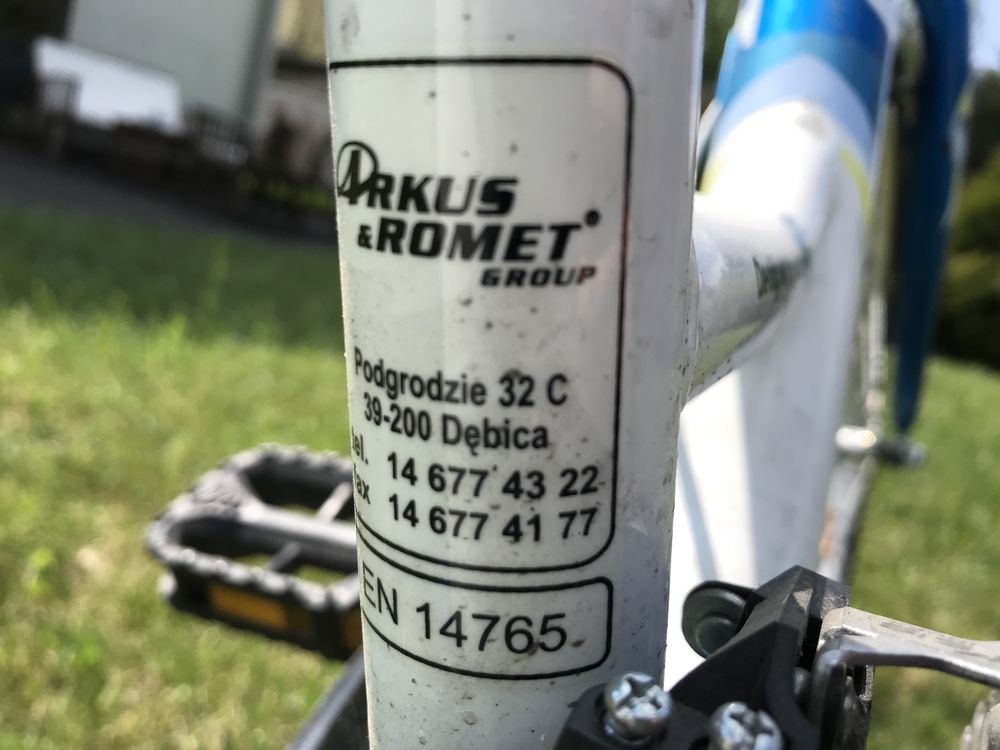 ARKUS
&ROMET
GROUP
Podgrodzie 32 C
39-200 Dębica
tel. 14 677 43 22
fax 14 677 41 77
EN 14765